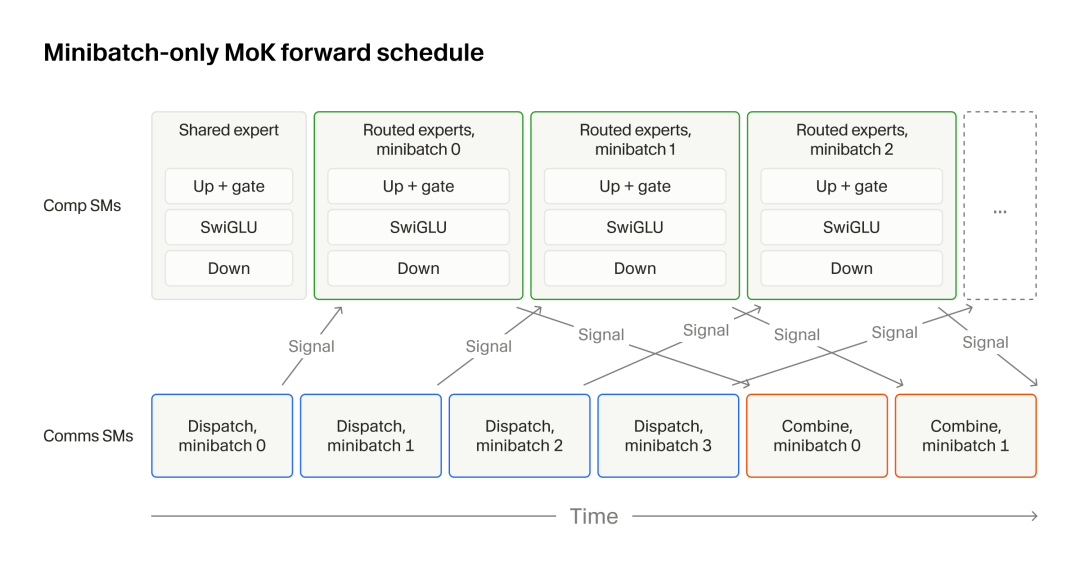 Minibatch-only MoK forward schedule
Comp SMs
Shared expert
Up + gate
SwiGLU
Down
Routed experts,
minibatch 0
Up + gate
SwiGLU
Down
Routed experts,
minibatch 1
Up + gate
SwiGLU
Down
Routed experts,
minibatch 2
Up + gate
SwiGLU
Down
...
Signal
Signal
Signal
Signal
Signal
Signal
Signal
Comms SMs
Dispatch,
minibatch 0
Dispatch,
minibatch 1
Dispatch,
minibatch 2
Dispatch,
minibatch 3
Combine,
minibatch 0
Combine,
minibatch 1
Time